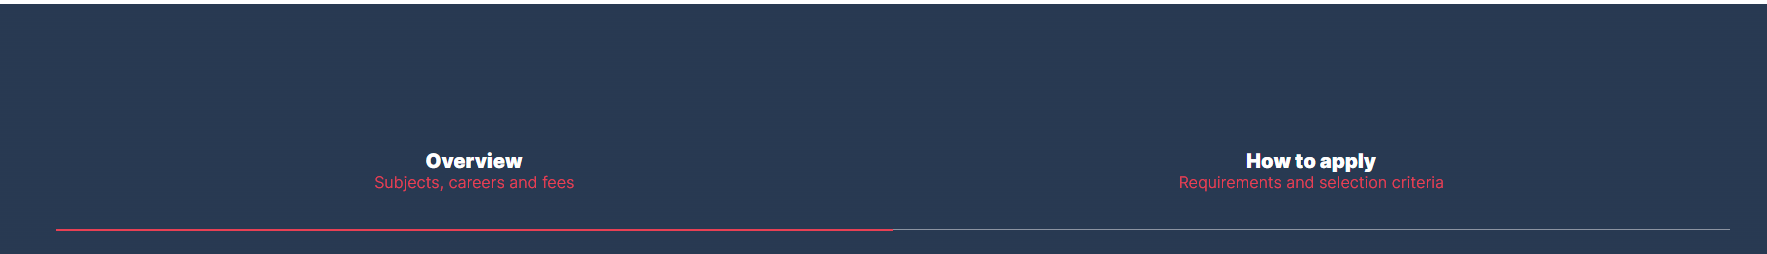 Overview
Subjects, careers and fees
How to apply
Requirements and selection criteria